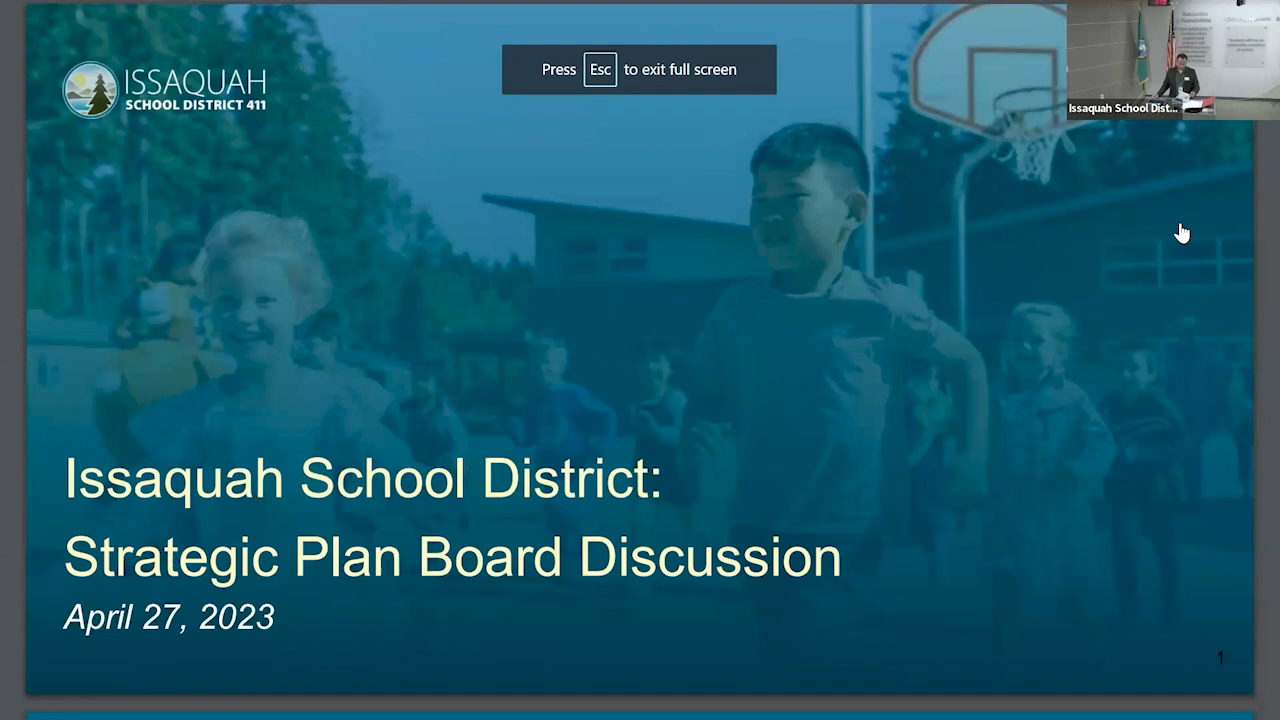 ISSAQUAH
SCHOOL DISTRICT 411
Press Esc to exit full screen
Issaquah School Dist...
Issaquah School District:
Strategic Plan Board Discussion
April 27, 2023
1